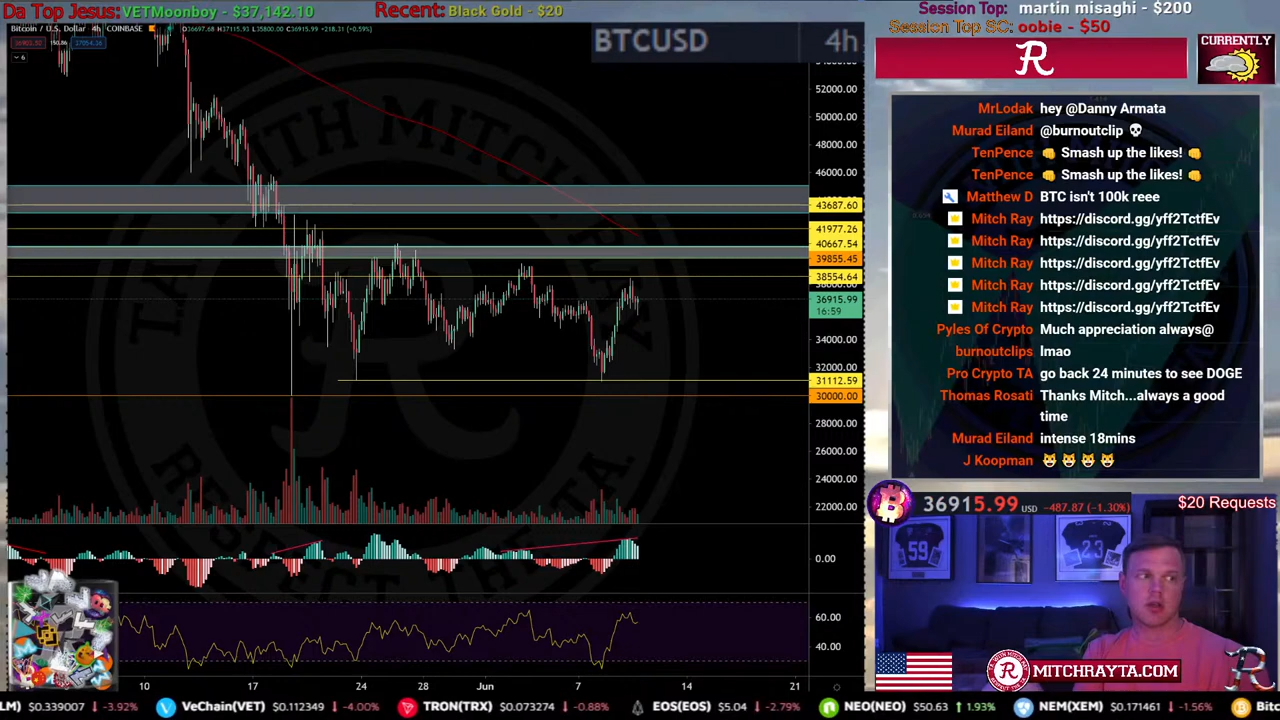 Da Top Jesus: VETMoonboy - $37,142.10
Recent: Black Gold - $20
Session Top: martin misaghi - $200
Session Top SC: oobie - $50
Bitcoin / U.S. Dollar 4h COINBASE
BTCUSD 4h
CURRENTLY
R
52000.00
50000.00
48000.00
46000.00
43687.60
41977.26
40667.54
39855.45
38554.64
36915.99
16:59
34000.00
32000.00
31112.59
30000.00
28000.00
26000.00
24000.00
22000.00
0.00
60.00
40.00
10 17 24 28 Jun 7 14 21
MrLodak hey @Danny Armata
Murad Eiland @burnoutclip 💀
TenPence 👊 Smash up the likes! 👊
TenPence 👊 Smash up the likes! 👊
Matthew D BTC isn't 100k reee
Mitch Ray https://discord.gg/yff2TctfEv
Mitch Ray https://discord.gg/yff2TctfEv
Mitch Ray https://discord.gg/yff2TctfEv
Mitch Ray https://discord.gg/yff2TctfEv
Mitch Ray https://discord.gg/yff2TctfEv
Pyles Of Crypto Much appreciation always@
burnoutclips lmao
Pro Crypto TA go back 24 minutes to see DOGE
Thomas Rosati Thanks Mitch...always a good
time
Murad Eiland intense 18mins
J Koopman 😼 😼 😼 😼
36915.99 USD -487.87 (-1.30%)
$20 Requests
59
23
MITCHRAYTA.COM
LM) $0.339007 -3.92% VeChain(VET) $0.112349 -4.00% TRON(TRX) $0.073274 -0.88% EOS(EOS) $5.04 -2.79% NEO(NEO) $50.63 1.93% NEM(XEM) $0.171461 -1.56% Bitc